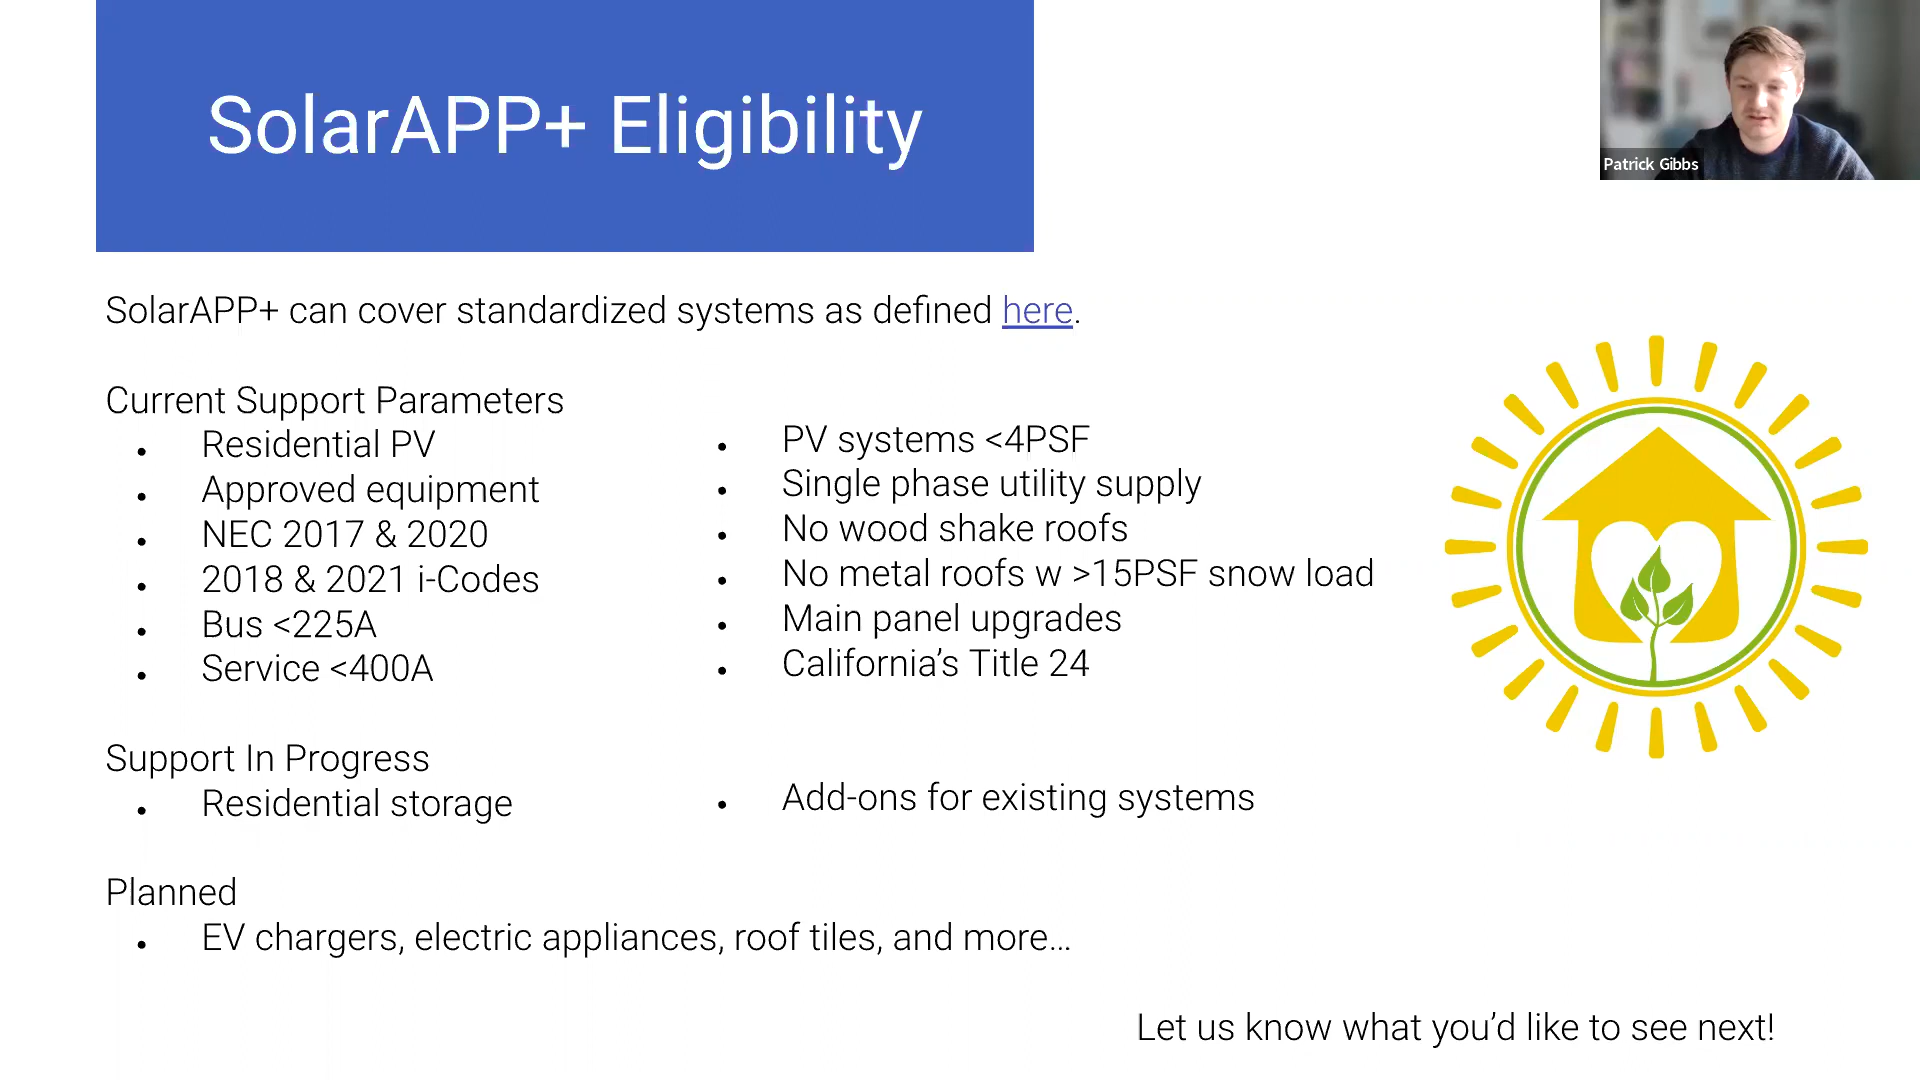 SolarAPP+ Eligibility
Patrick Gibbs
SolarAPP+ can cover standardized systems as defined here.
Current Support Parameters
• Residential PV
• Approved equipment
• NEC 2017 & 2020
• 2018 & 2021 i-Codes
• Bus <225A
• Service <400A
• PV systems <4PSF
• Single phase utility supply
• No wood shake roofs
• No metal roofs w >15PSF snow load
• Main panel upgrades
• California’s Title 24
Support In Progress
• Residential storage
• Add-ons for existing systems
Planned
• EV chargers, electric appliances, roof tiles, and more…
Let us know what you’d like to see next!